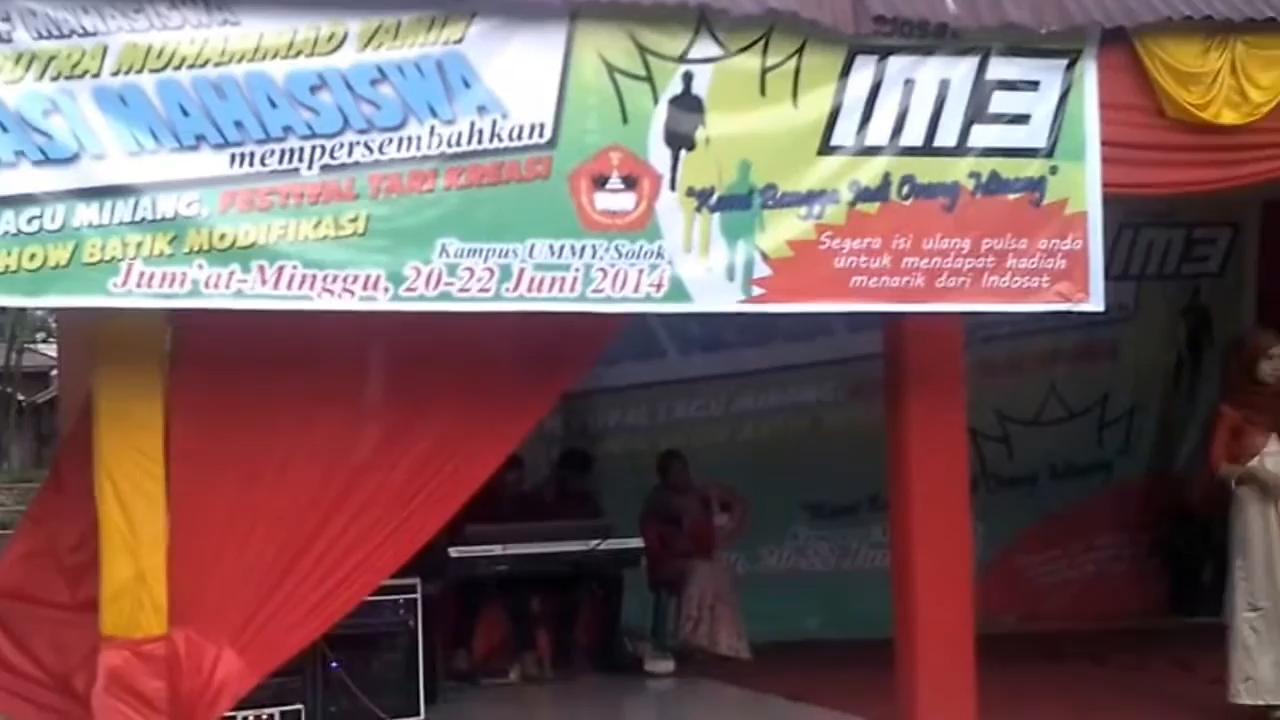 MAHASISWA
PUTRA MUHAMMAD YAMIN
ASI MAHASISWA
mempersembahkan
AGU MINANG, FESTIVAL TARI KREASI
HOW BATIK MODIFIKASI
Kampus UMMY, Solok
Jum'at-Minggu, 20-22 Juni 2014
IM3
"Kami Bangga Jadi Orang Minang"
Segera isi ulang pulsa anda
untuk mendapat hadiah
menarik dari Indosat
IM3